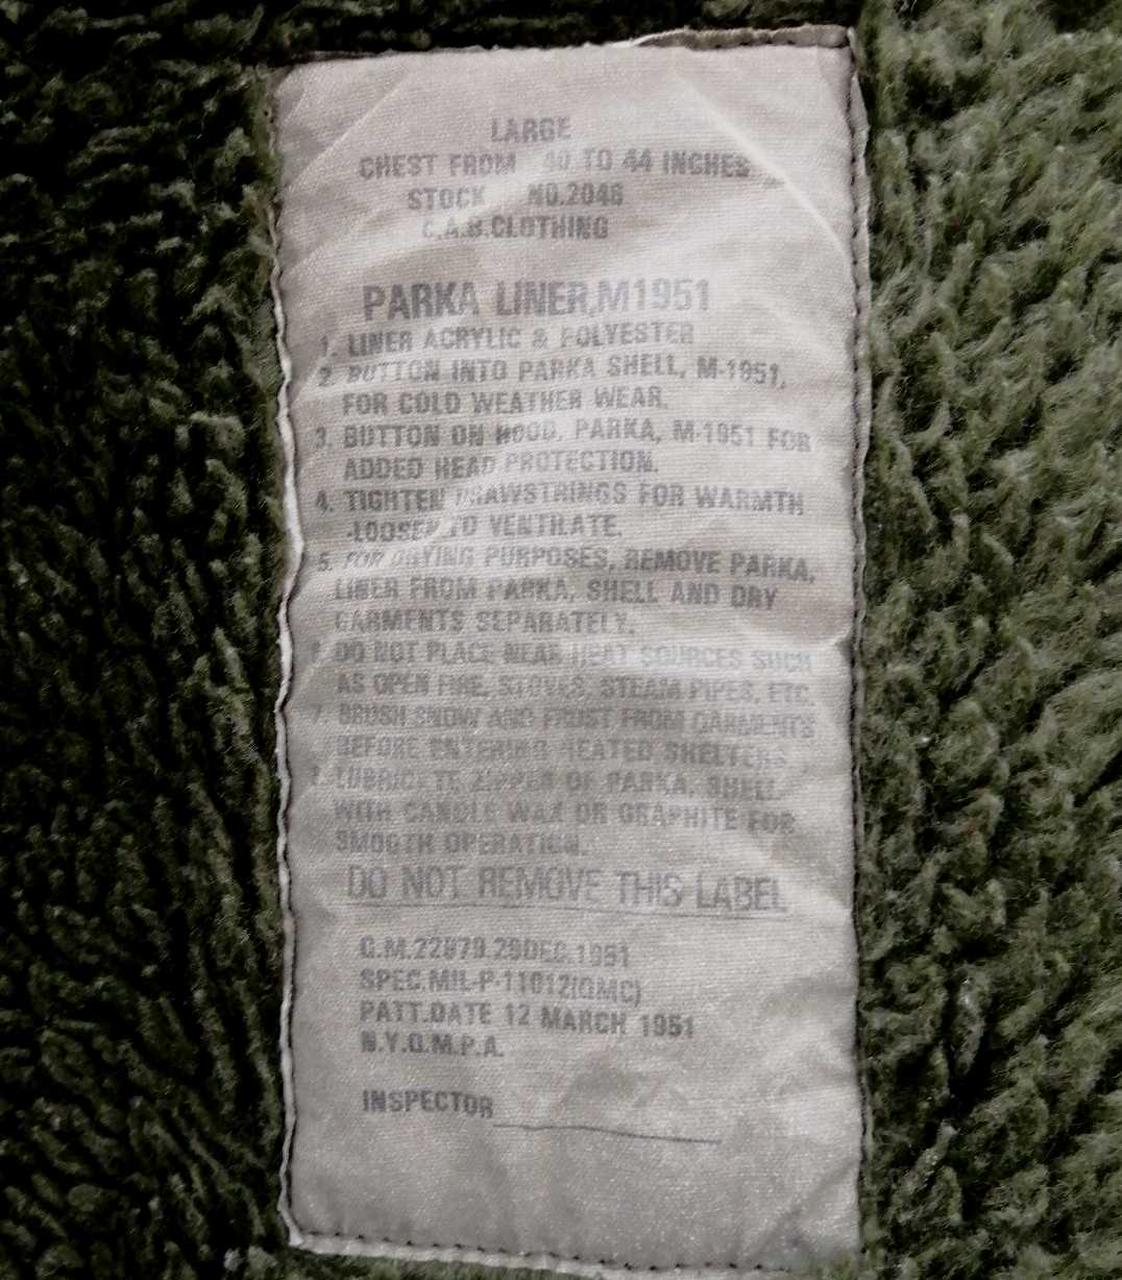 LARGE
CHEST FROM 40 TO 44 INCHES
STOCK NO.2046
C.A.B.CLOTHING
PARKA LINER,M1951
1. LINER ACRYLIC & POLYESTER
2. BUTTON INTO PARKA SHELL, M-1951,
FOR COLD WEATHER WEAR.
3. BUTTON ON HOOD, PARKA, M-1951 FOR
ADDED HEAD PROTECTION.
4. TIGHTEN DRAWSTRINGS FOR WARMTH
-LOOSEN TO VENTILATE.
5. FOR DRYING PURPOSES, REMOVE PARKA,
LINER FROM PARKA, SHELL AND DRY
GARMENTS SEPARATELY.
DO NOT PLACE NEAR HEAT SOURCES SUCH
AS OPEN FIRE, STOVES, STEAM PIPES, ETC.
7. BRUSH SNOW AND FROST FROM GARMENTS
BEFORE ENTERING HEATED SHELTERS
LUBRICATE ZIPPER OF PARKA, SHELL
WITH CANDLE WAX OR GRAPHITE FOR
SMOOTH OPERATION.
DO NOT REMOVE THIS LABEL
29DEC.1951
SPEC.MIL-P-11012(QMC)
PATT.DATE 12 MARCH 1951
N.Y.Q.M.P.A.
INSPECTOR